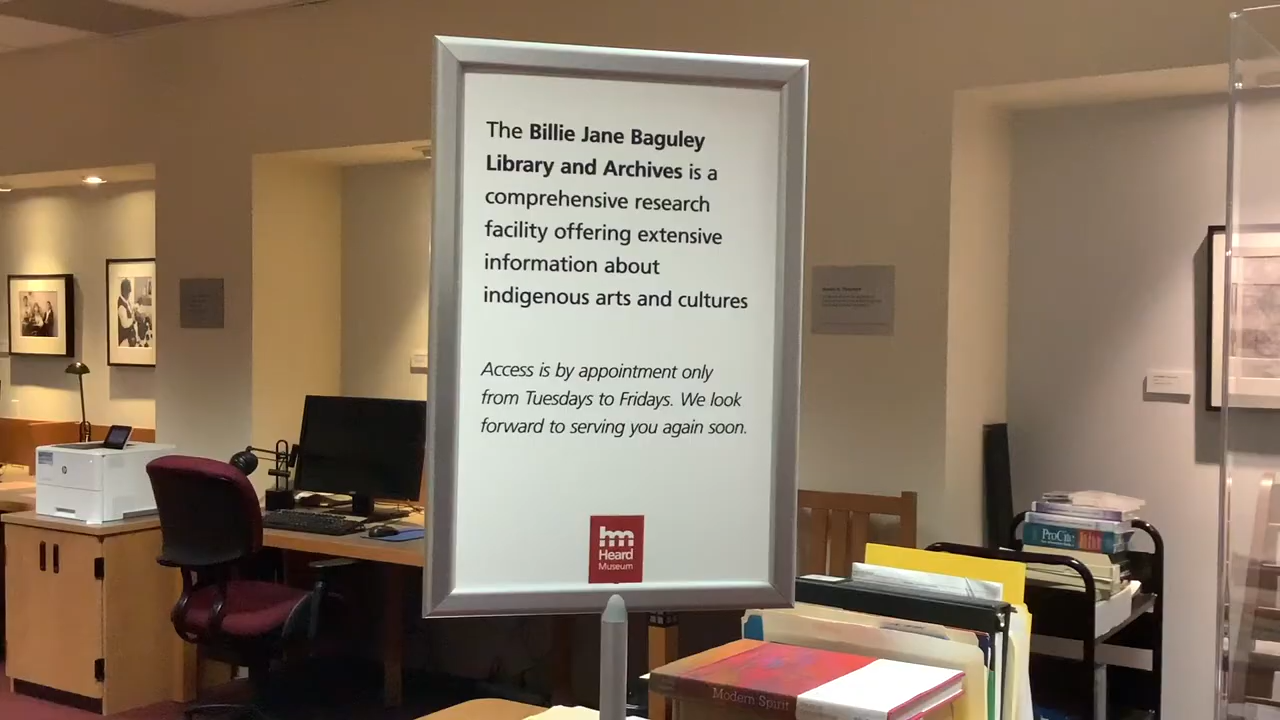 The Billie Jane Baguley
Library and Archives is a
comprehensive research
facility offering extensive
information about
indigenous arts and cultures
Access is by appointment only
from Tuesdays to Fridays. We look
forward to serving you again soon.
hm
Heard
Museum
Modern Spirit
ProCite
hp